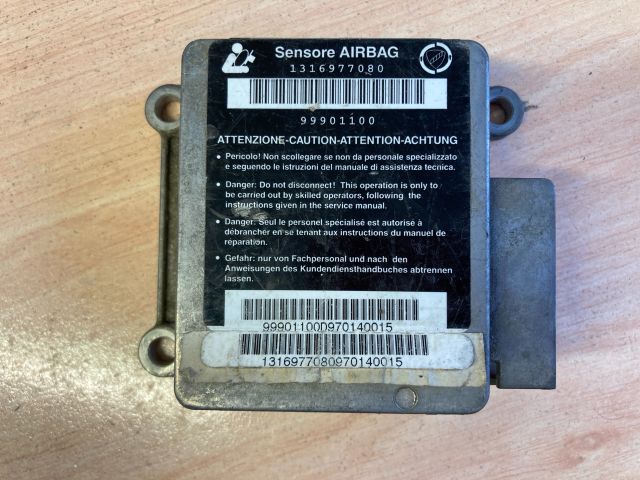 Sensore AIRBAG
1316977080
99901100
ATTENZIONE-CAUTION-ATTENTION-ACHTUNG
• Pericolo! Non scollegare se non da personale specializzato
e seguendo le istruzioni del manuale di assistenza tecnica.
• Danger: Do not disconnect! This operation is only to
be carried out by skilled operators, following the
instructions given in the service manual.
• Danger: Seul le personel spécialisé est autorisé à
débrancher en se tenant aux instructions du manuel de
réparation.
• Gefahr: nur von Fachpersonal und nach den
Anweisungen des Kundendiensthandbuches abtrennen
lassen.
99901100D970140015
1316977080970140015